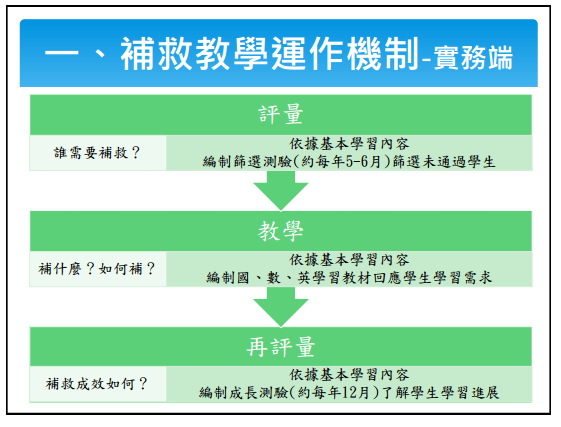 一、補救教學運作機制-實務端
評量
誰需要補救？
依據基本學習內容
編制篩選測驗(約每年5-6月)篩選未通過學生
教學
補什麼？如何補？
依據基本學習內容
編制國、數、英學習教材回應學生學習需求
再評量
補救成效如何？
依據基本學習內容
編制成長測驗(約每年12月)了解學生學習進展